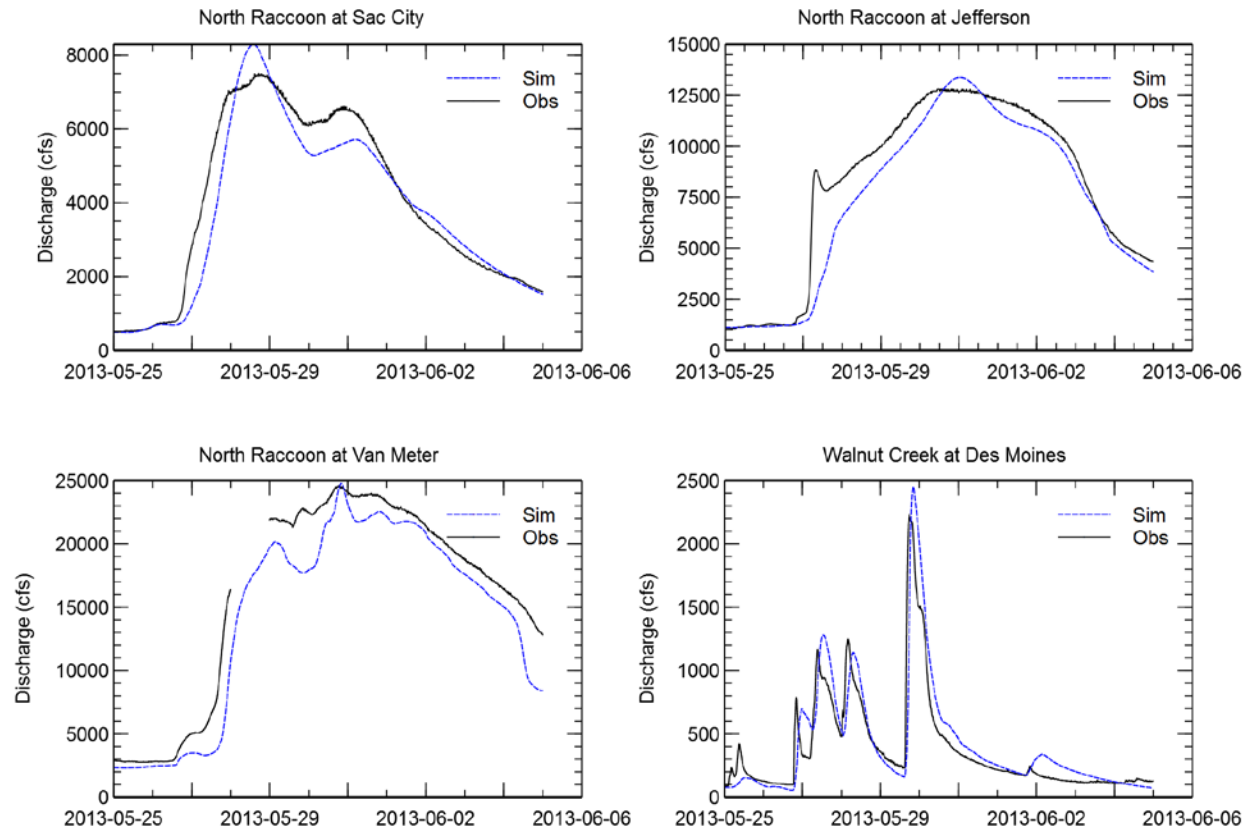 North Raccoon at Sac City
8000
6000
4000
2000
0
Discharge (cfs)
Sim
Obs
2013-05-25
2013-05-29
2013-06-02
2013-06-06
North Raccoon at Jefferson
15000
12500
10000
7500
5000
2500
0
Discharge (cfs)
Sim
Obs
2013-05-25
2013-05-29
2013-06-02
2013-06-06
North Raccoon at Van Meter
25000
20000
15000
10000
5000
0
Discharge (cfs)
Sim
Obs
2013-05-25
2013-05-29
2013-06-02
2013-06-06
Walnut Creek at Des Moines
2500
2000
1500
1000
500
0
Discharge (cfs)
Sim
Obs
2013-05-25
2013-05-29
2013-06-02
2013-06-06